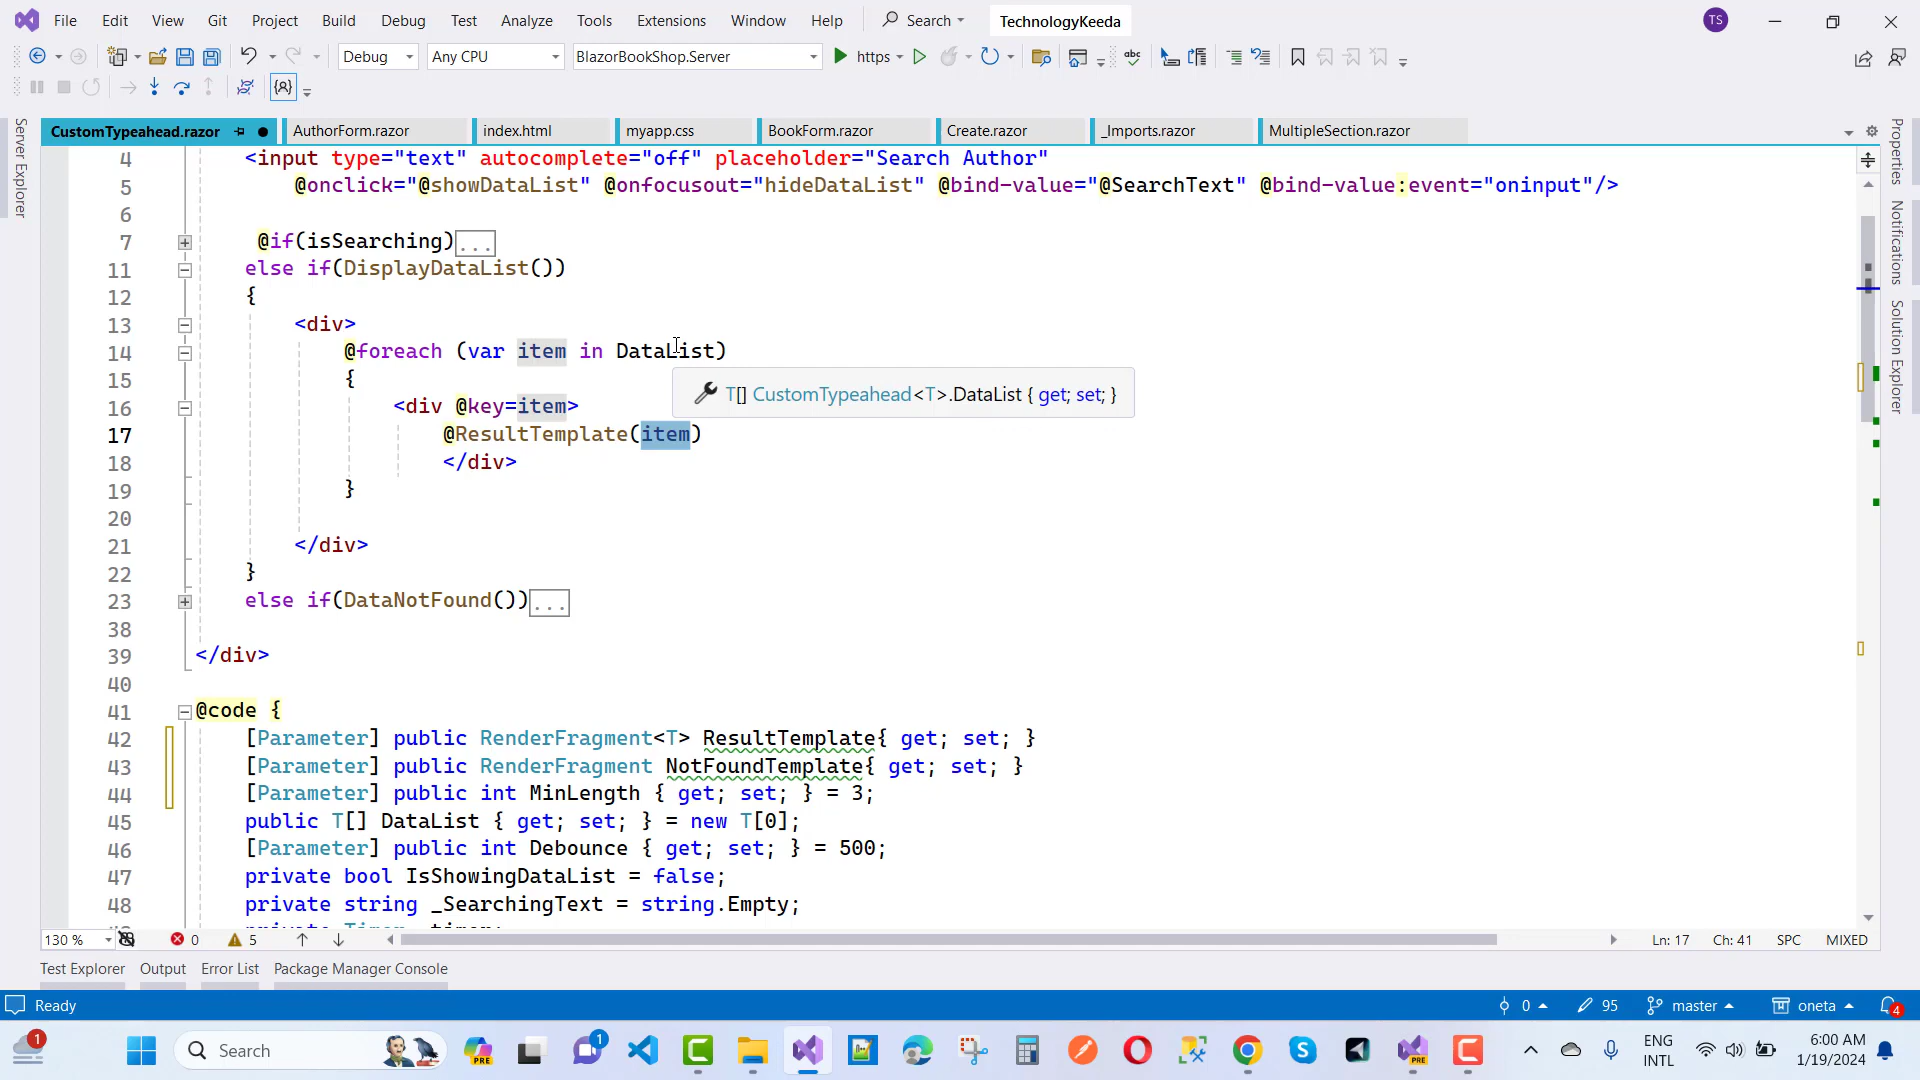 File Edit View Git Project Build Debug Test Analyze Tools Extensions Window Help Search TechnologyKeeda TS
Debug Any CPU BlazorBookShop.Server https abc
CustomTypeahead.razor AuthorForm.razor index.html myapp.css BookForm.razor Create.razor _Imports.razor MultipleSection.razor
Server Explorer
Properties
Notifications
Solution Explorer
4 <input type="text" autocomplete="off" placeholder="Search Author"
5 @onclick="@showDataList" @onfocusout="hideDataList" @bind-value="@SearchText" @bind-value:event="oninput"/>
6
7 @if(isSearching)...
11 else if(DisplayDataList())
12 {
13 <div>
14 @foreach (var item in DataList)
15 {
T[] CustomTypeahead<T>.DataList { get; set; }
16 <div @key=item>
17 @ResultTemplate(item)
18 </div>
19 }
20
21 </div>
22 }
23 else if(DataNotFound())...
38
39 </div>
40
41 @code {
42 [Parameter] public RenderFragment<T> ResultTemplate{ get; set; }
43 [Parameter] public RenderFragment NotFoundTemplate{ get; set; }
44 [Parameter] public int MinLength { get; set; } = 3;
45 public T[] DataList { get; set; } = new T[0];
46 [Parameter] public int Debounce { get; set; } = 500;
47 private bool IsShowingDataList = false;
48 private string _SearchingText = string.Empty;
130 % 0 5 Ln: 17 Ch: 41 SPC MIXED
Test Explorer Output Error List Package Manager Console
Ready 0 95 master oneta 4
1 Search PRE 1 PRE ENG INTL 6:00 AM 1/19/2024